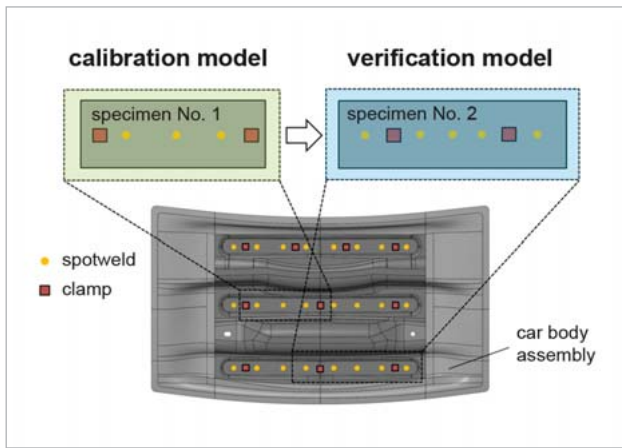 calibration model
verification model
specimen No. 1
specimen No. 2
spotweld
clamp
car body
assembly